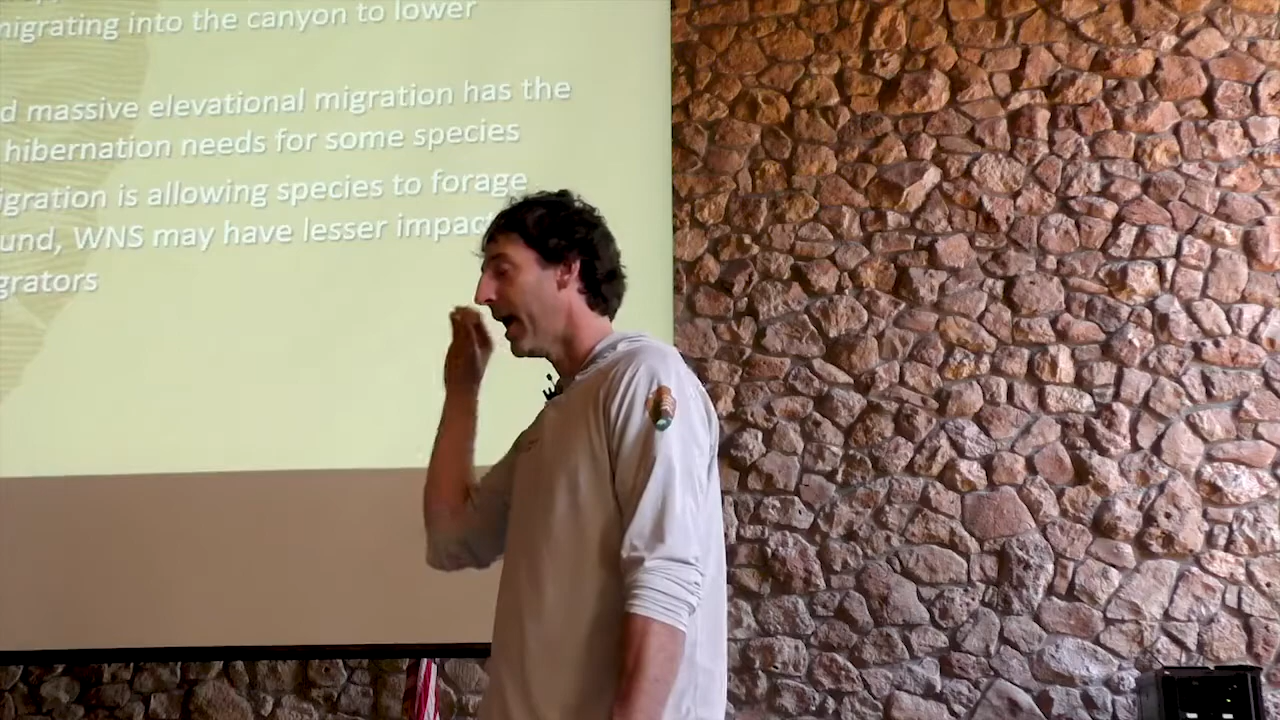 migrating into the canyon to lower
d massive elevational migration has the
hibernation needs for some species
igration is allowing species to forage
und, WNS may have lesser impac
grators